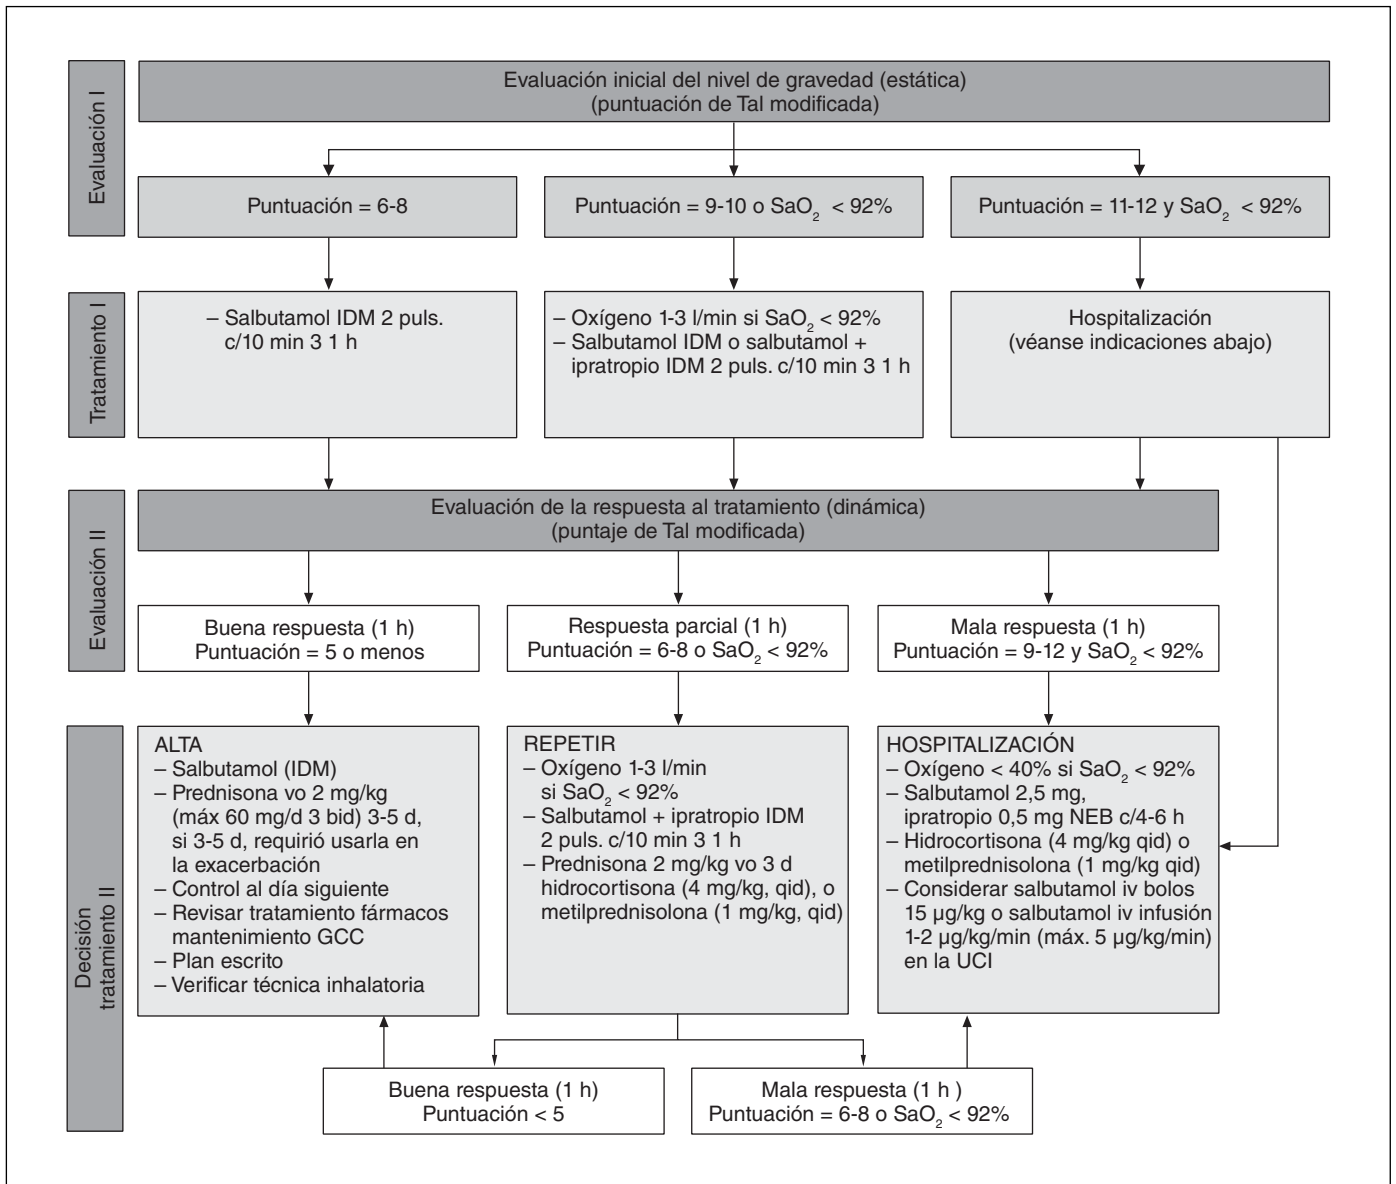 Evaluación I
Evaluación inicial del nivel de gravedad (estática)
(puntuación de Tal modificada)
Puntuación = 6-8
Puntuación = 9-10 o SaO₂ < 92%
Puntuación = 11-12 y SaO₂ < 92%
Tratamiento I
– Salbutamol IDM 2 puls.
c/10 min 3 1 h
– Oxígeno 1-3 l/min si SaO₂ < 92%
– Salbutamol IDM o salbutamol +
ipratropio IDM 2 puls. c/10 min 3 1 h
Hospitalización
(véanse indicaciones abajo)
Evaluación II
Evaluación de la respuesta al tratamiento (dinámica)
(puntaje de Tal modificada)
Buena respuesta (1 h)
Puntuación = 5 o menos
Respuesta parcial (1 h)
Puntuación = 6-8 o SaO₂ < 92%
Mala respuesta (1 h)
Puntuación = 9-12 y SaO₂ < 92%
Decisión
tratamiento II
ALTA
– Salbutamol (IDM)
– Prednisona vo 2 mg/kg
(máx 60 mg/d 3 bid) 3-5 d,
si 3-5 d, requirió usarla en
la exacerbación
– Control al día siguiente
– Revisar tratamiento fármacos
mantenimiento GCC
– Plan escrito
– Verificar técnica inhalatoria
REPETIR
– Oxígeno 1-3 l/min
si SaO₂ < 92%
– Salbutamol + ipratropio IDM
2 puls. c/10 min 3 1 h
– Prednisona 2 mg/kg vo 3 d
hidrocortisona (4 mg/kg, qid), o
metilprednisolona (1 mg/kg, qid)
HOSPITALIZACIÓN
– Oxígeno < 40% si SaO₂ < 92%
– Salbutamol 2,5 mg,
ipratropio 0,5 mg NEB c/4-6 h
– Hidrocortisona (4 mg/kg qid) o
metilprednisolona (1 mg/kg qid)
– Considerar salbutamol iv bolos
15 µg/kg o salbutamol iv infusión
1-2 µg/kg/min (máx. 5 µg/kg/min)
en la UCI
Buena respuesta (1 h)
Puntuación < 5
Mala respuesta (1 h )
Puntuación = 6-8 o SaO₂ < 92%